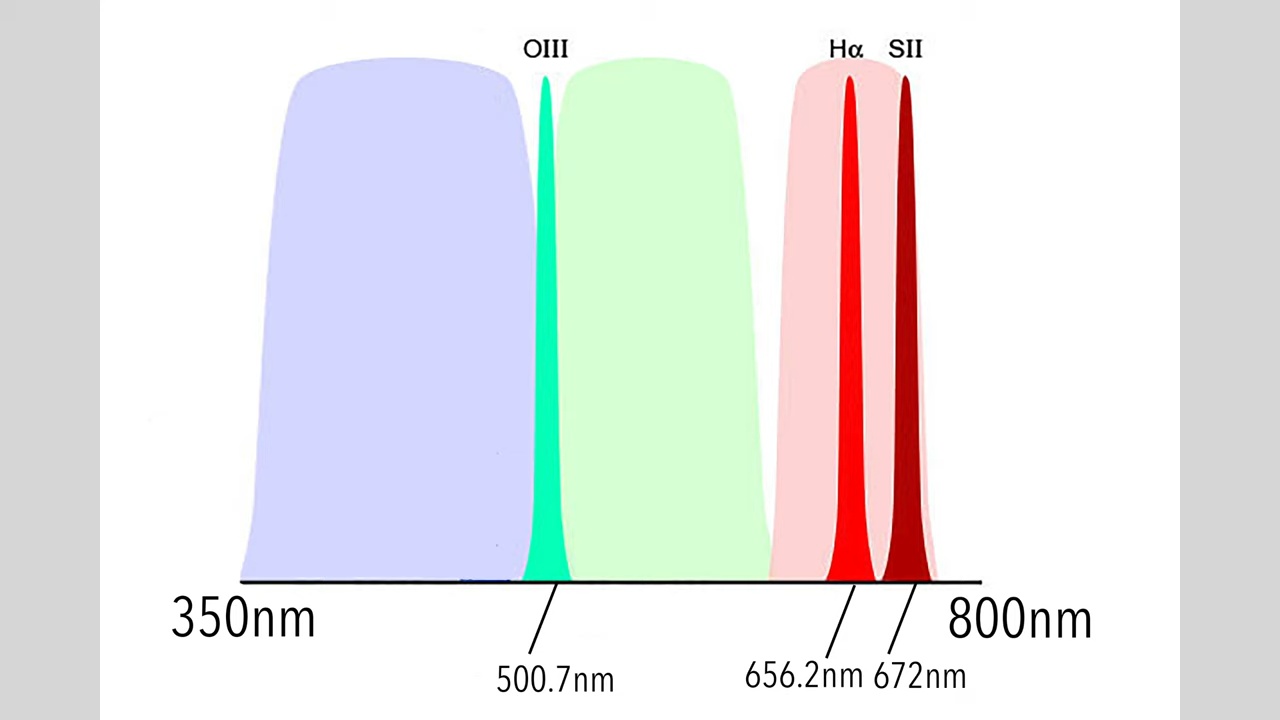 OIII
Hα
SII
350nm
800nm
500.7nm
656.2nm
672nm